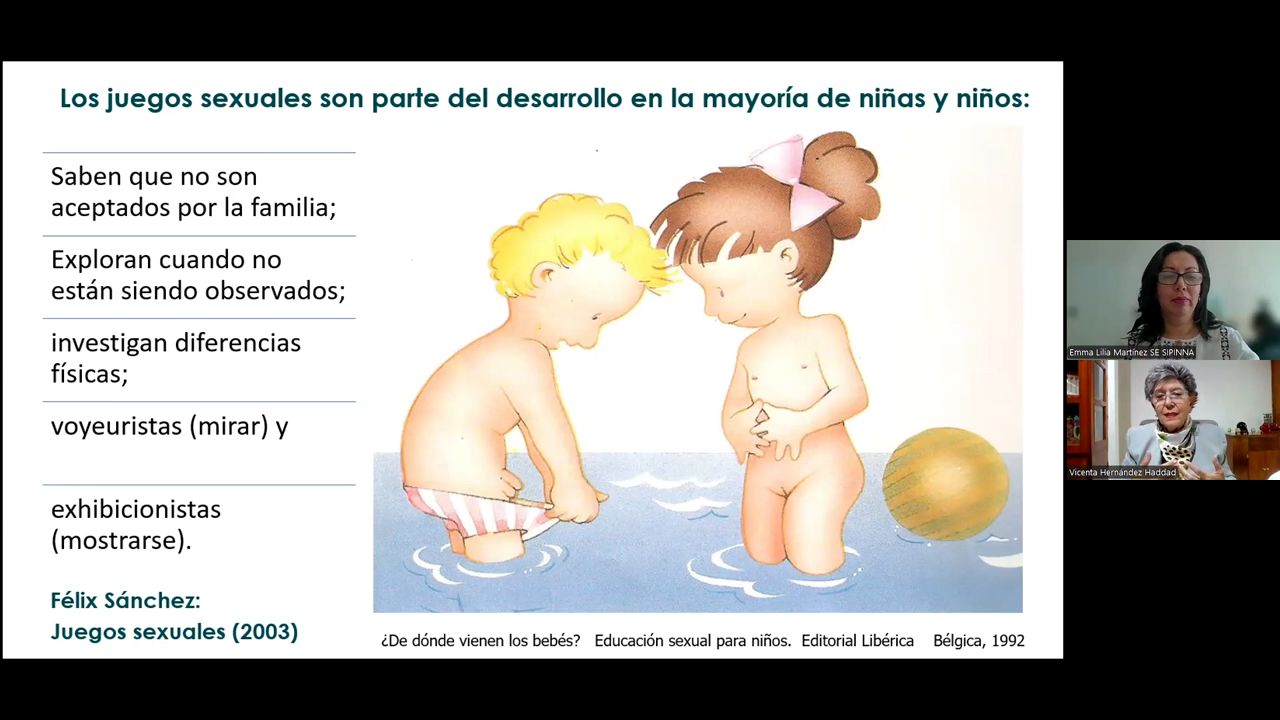 Los juegos sexuales son parte del desarrollo en la mayoría de niñas y niños:
Saben que no son
aceptados por la familia;
Exploran cuando no
están siendo observados;
investigan diferencias
físicas;
voyeuristas (mirar) y
exhibicionistas
(mostrarse).
Félix Sánchez:
Juegos sexuales (2003)
¿De dónde vienen los bebés? Educación sexual para niños. Editorial Libérica Bélgica, 1992
Emma Lilia Martínez SE SIPINNA
Vicenta Hernández Haddad